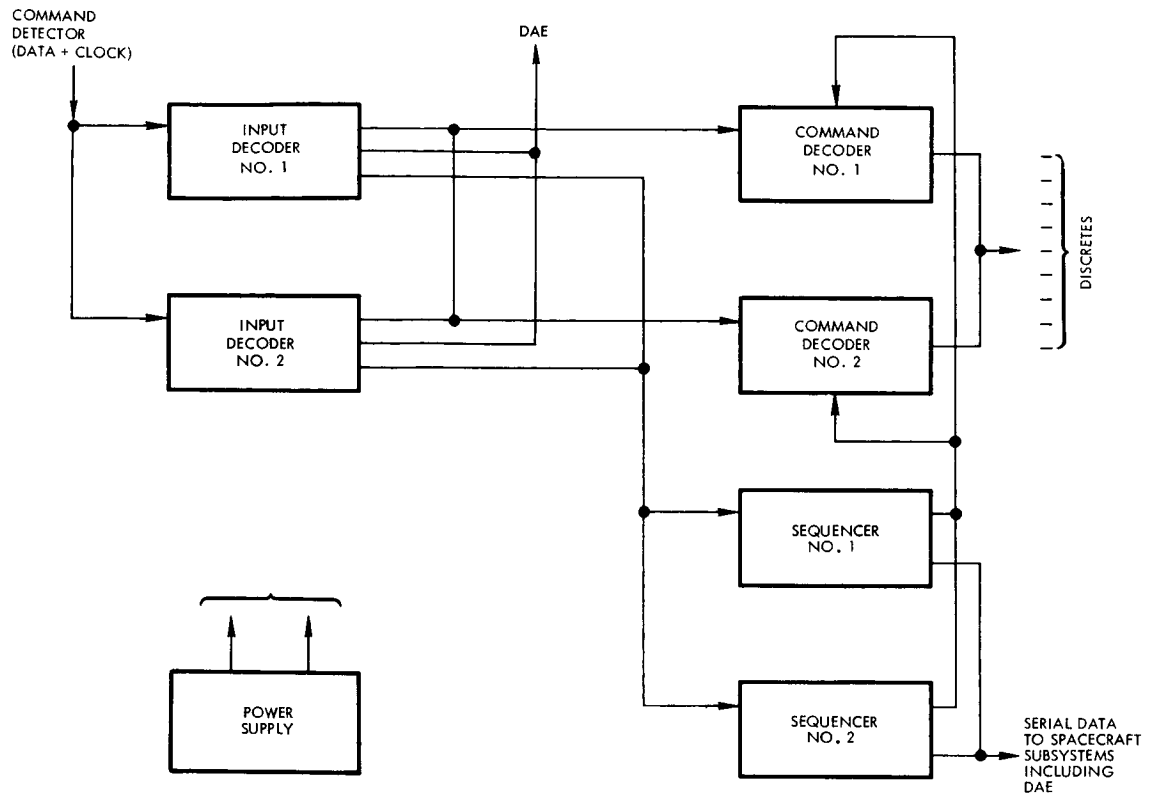 COMMAND
DETECTOR
(DATA + CLOCK)
DAE
INPUT
DECODER
NO. 1
COMMAND
DECODER
NO. 1
DISCRETES
INPUT
DECODER
NO. 2
COMMAND
DECODER
NO. 2
SEQUENCER
NO. 1
POWER
SUPPLY
SEQUENCER
NO. 2
SERIAL DATA
TO SPACECRAFT
SUBSYSTEMS
INCLUDING
DAE